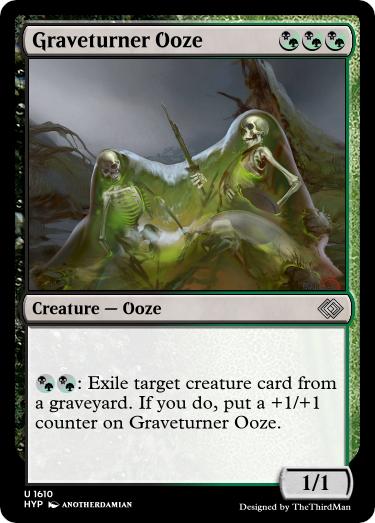 Graveturner Ooze
Creature — Ooze
: Exile target creature card from
a graveyard. If you do, put a +1/+1
counter on Graveturner Ooze.
1/1
U 1610
HYP ANOTHERDAMIAN
Designed by TheThirdMan